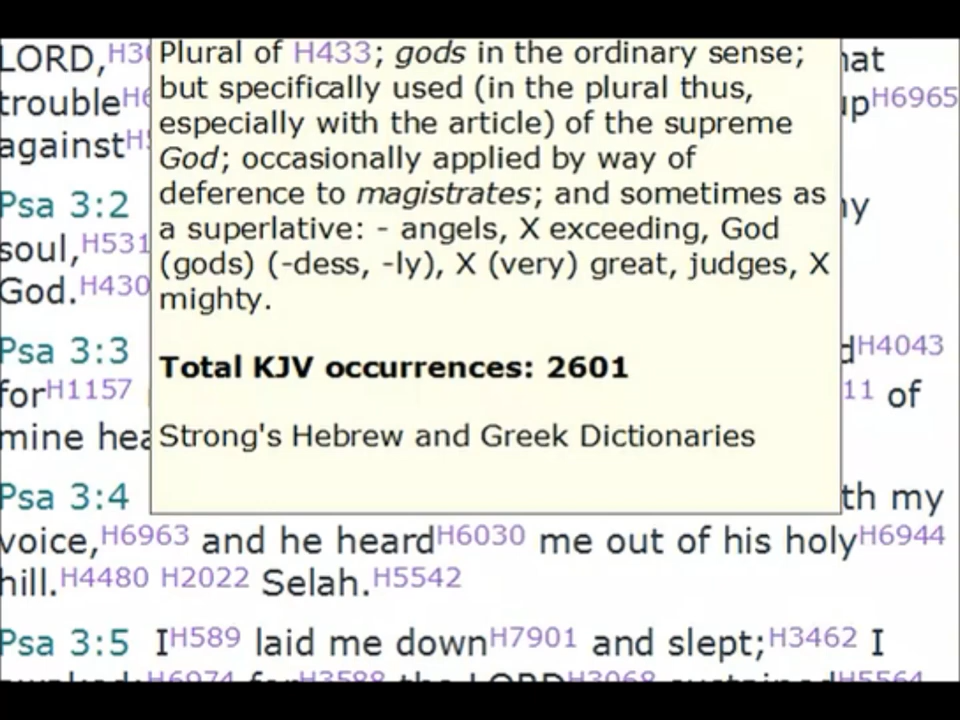 LORD,H30 Plural of H433; gods in the ordinary sense; hat
trouble but specifically used (in the plural thus, upH6965
against especially with the article) of the supreme
God; occasionally applied by way of
deference to magistrates; and sometimes as
Psa 3:2 a superlative: - angels, X exceeding, God
soul,H531 (gods) (-dess, -ly), X (very) great, judges, X
God.H430 mighty.
Psa 3:3 Total KJV occurrences: 2601 dH4043
forH1157 11 of
mine hea Strong's Hebrew and Greek Dictionaries
Psa 3:4 th my
voice,H6963 and he heardH6030 me out of his holyH6944
hill.H4480 H2022 Selah.H5542
Psa 3:5 IH589 laid me downH7901 and slept;H3462 I